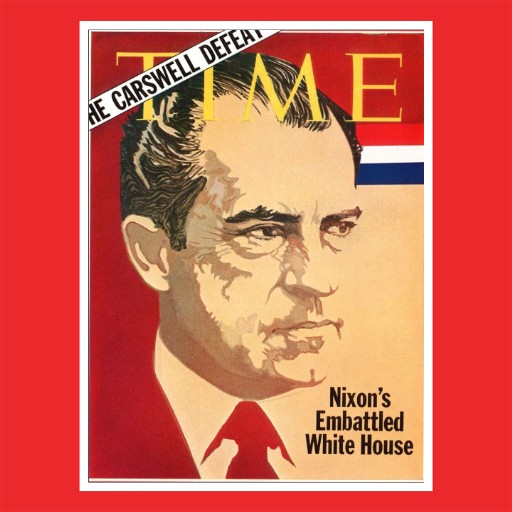 HE CARSWELL DEFEAT
TIME
Nixon's
Embattled
White House